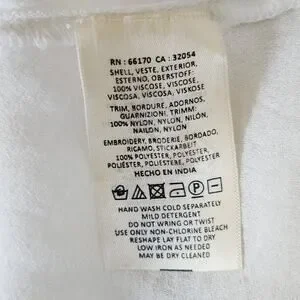 RN : 66170 CA : 32054
SHELL, VESTE, EXTERIOR,
ESTERNO, OBERSTOFF:
100% VISCOSE, VISCOSE,
VISCOSA, VISCOSA, VISKOSE
TRIM, BORDURE, ADORNOS,
GUARNIZIONI, TRIMM:
100% NYLON, NYLON, NILÓN,
NAILON, NYLON
EMBROIDERY, BRODERIE, BORDADO,
RICAMO, STICKARBEIT
100% POLYESTER, POLYESTER,
POLIÉSTERE, POLYESTER
HECHO EN INDIA
HAND WASH COLD SEPARATELY
MILD DETERGENT
DO NOT WRING OR TWIST
USE ONLY NON-CHLORINE BLEACH
RESHAPE LAY FLAT TO DRY
LOW IRON AS NEEDED
MAY BE DRY CLEANED